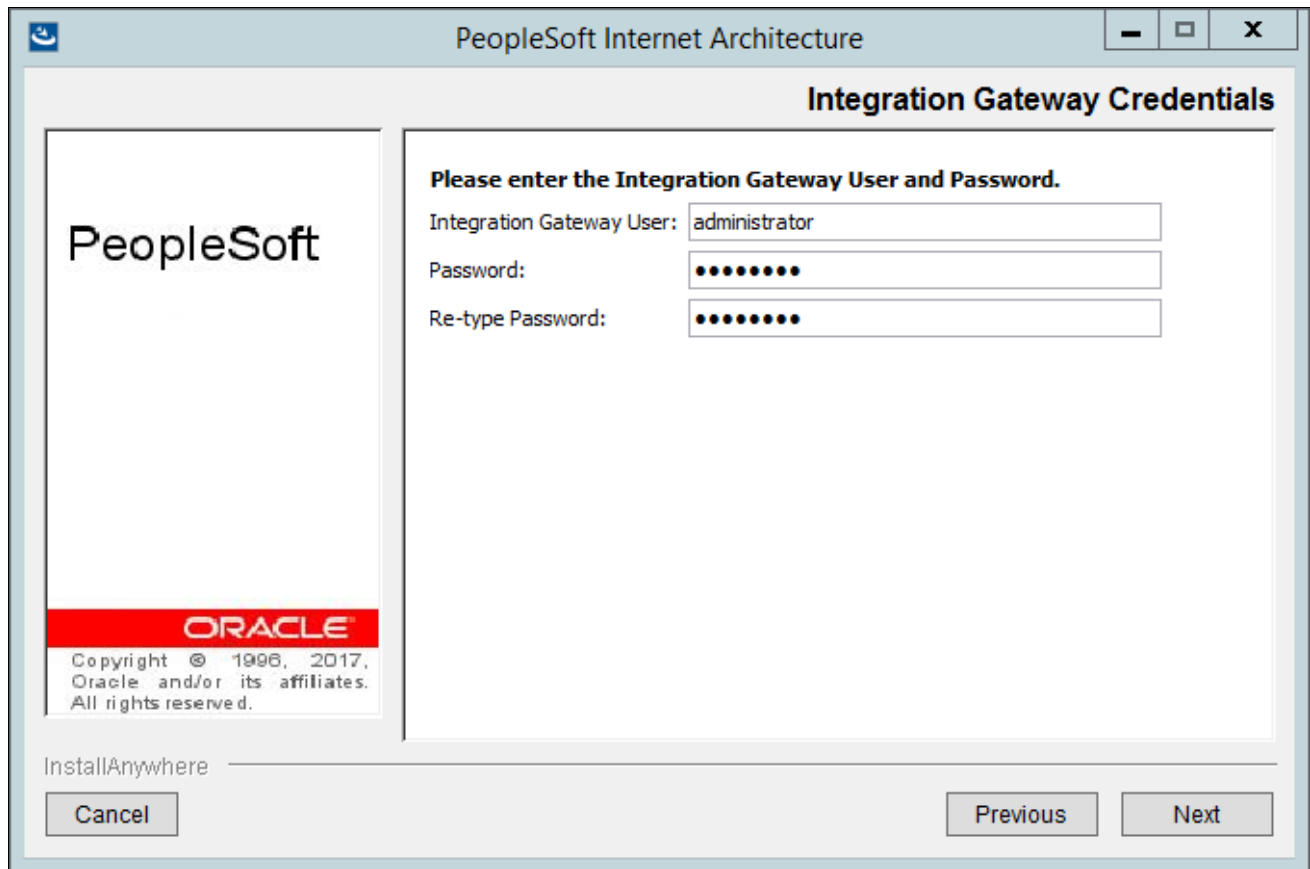 PeopleSoft Internet Architecture
X
Integration Gateway Credentials
PeopleSoft
Please enter the Integration Gateway User and Password.
Integration Gateway User: administrator
Password: ●●●●●●●●
Re-type Password: ●●●●●●●●
ORACLE
Copyright © 1996, 2017,
Oracle and/or its affiliates.
All rights reserved.
InstallAnywhere
Cancel Previous Next